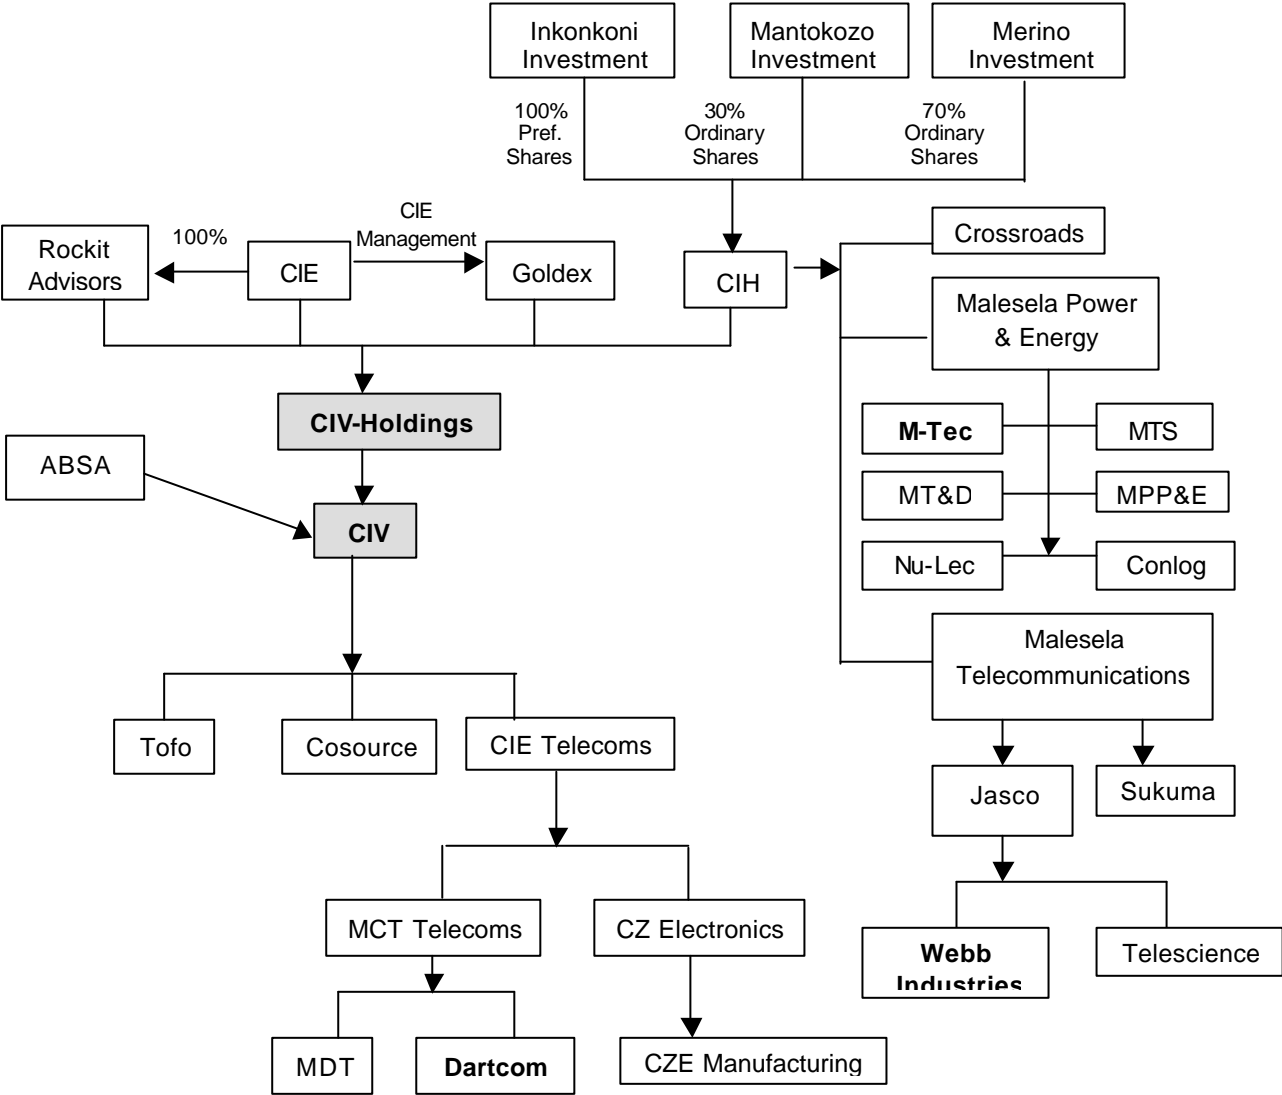 Inkonkoni
Investment
Mantokozo
Investment
Merino
Investment
100%
Pref.
Shares
30%
Ordinary
Shares
70%
Ordinary
Shares
Rockit
Advisors
100%
CIE
CIE
Management
Goldex
CIH
Crossroads
Malesela Power
& Energy
CIV-Holdings
M-Tec
MTS
ABSA
MT&D
MPP&E
CIV
Nu-Lec
Conlog
Malesela
Telecommunications
Tofo
Cosource
CIE Telecoms
Jasco
Sukuma
MCT Telecoms
CZ Electronics
Webb
Industries
Telescience
MDT
Dartcom
CZE Manufacturing